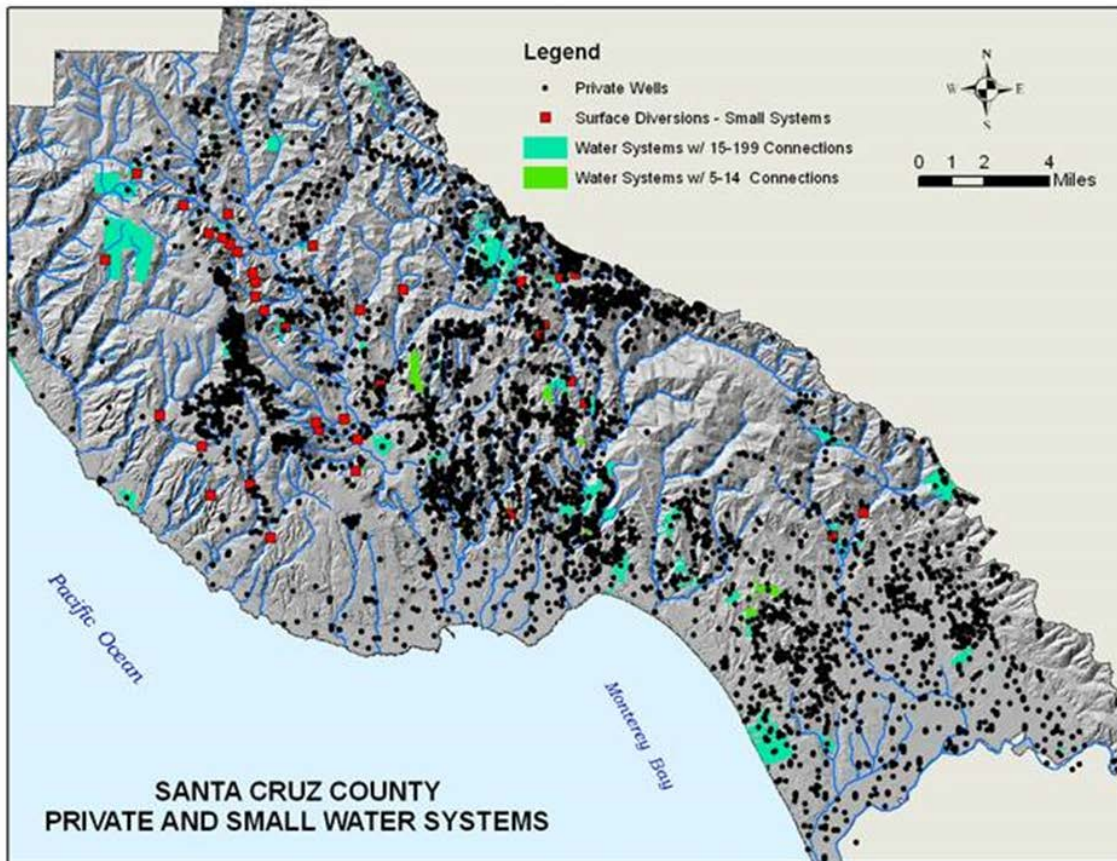 Legend
Private Wells
Surface Diversions - Small Systems
Water Systems w/ 15-199 Connections
Water Systems w/ 5-14 Connections
N
W E
S
0 1 2 4
Miles
Pacific Ocean
Monterey Bay
SANTA CRUZ COUNTY
PRIVATE AND SMALL WATER SYSTEMS